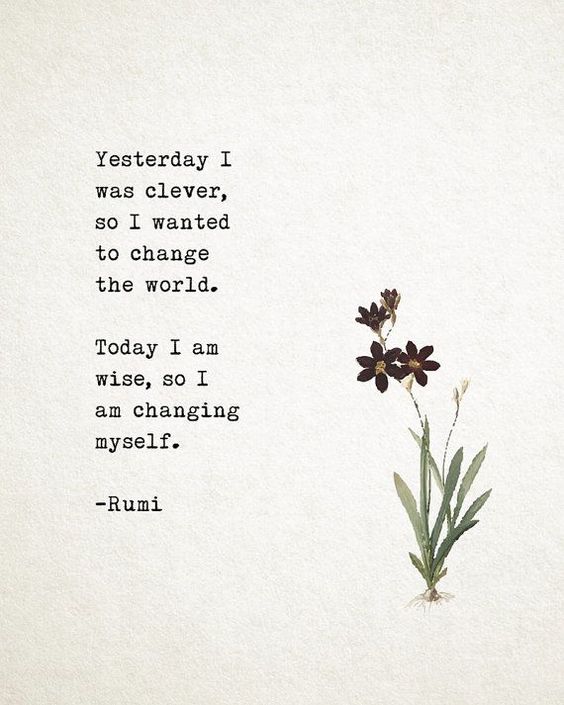 Yesterday I
was clever,
so I wanted
to change
the world.
Today I am
wise, so I
am changing
myself.
-Rumi